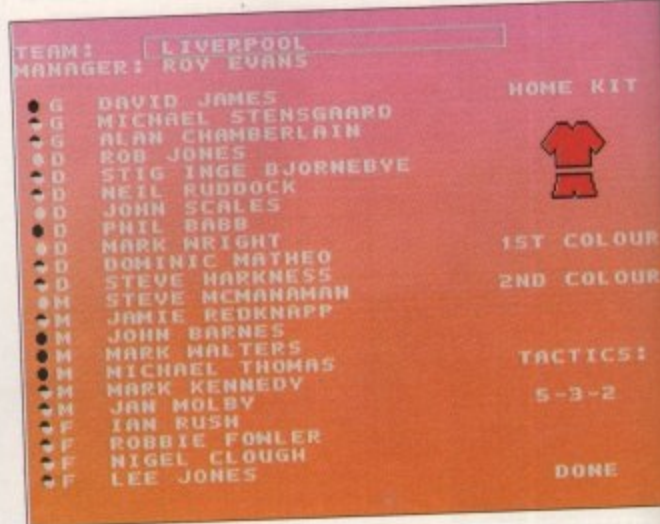 TEAM: LIVERPOOL
MANAGER: ROY EVANS
G DAVID JAMES
G MICHAEL STENSGAARD
G ALAN CHAMBERLAIN
D ROB JONES
D STIG INGE BJORNEBYE
D NEIL RUDDOCK
D JOHN SCALES
D PHIL BABB
D MARK WRIGHT
D DOMINIC MATHEO
D STEVE HARKNESS
M STEVE MCMANAMAN
M JAMIE REDKNAPP
M JOHN BARNES
M MARK WALTERS
M MICHAEL THOMAS
M MARK KENNEDY
M JAN MOLBY
F IAN RUSH
F ROBBIE FOWLER
F NIGEL CLOUGH
F LEE JONES
HOME KIT
1ST COLOUR
2ND COLOUR
TACTICS:
5-3-2
DONE